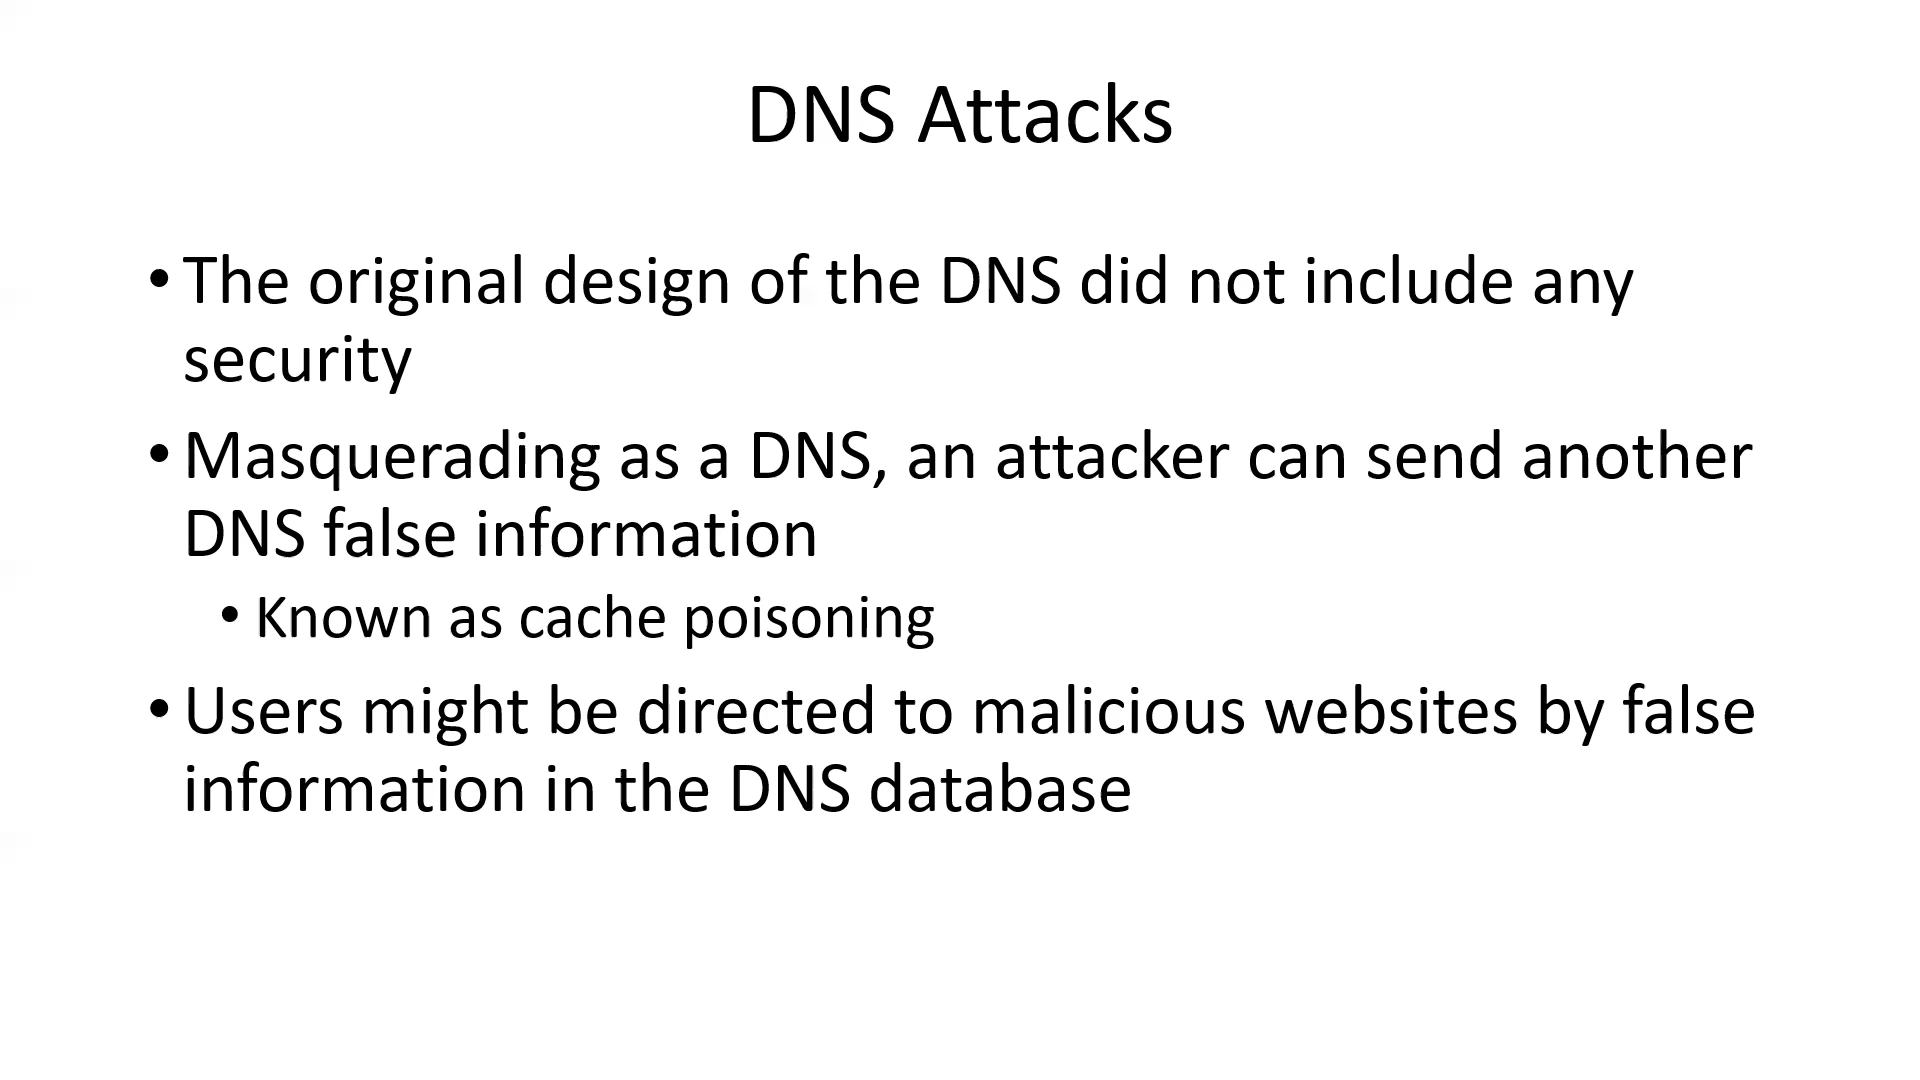 DNS Attacks
• The original design of the DNS did not include any
security
• Masquerading as a DNS, an attacker can send another
DNS false information
• Known as cache poisoning
• Users might be directed to malicious websites by false
information in the DNS database